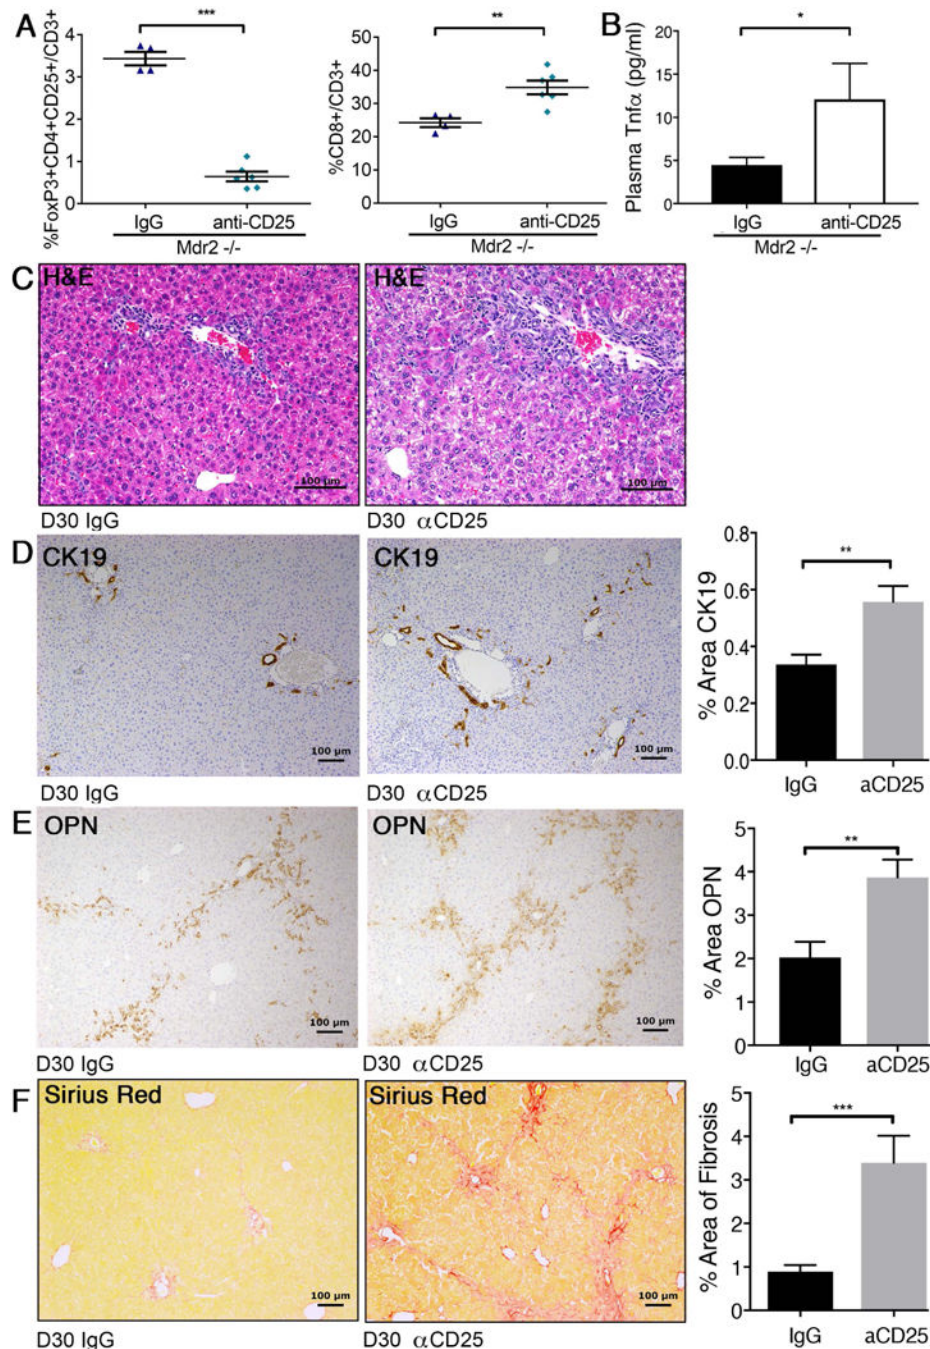 A
%FoxP3+CD4+CD25+/CD3+
4
3
2
1
0
***
IgG
anti-CD25
Mdr2 -/-
%CD8+/CD3+
50
40
30
20
10
0
**
IgG
anti-CD25
Mdr2 -/-
B
Plasma Tnfα (pg/ml)
20
15
10
5
0
*
IgG
anti-CD25
Mdr2 -/-
C
H&E
100 µm
D30 IgG
H&E
100 µm
D30 αCD25
D
CK19
100 µm
D30 IgG
CK19
100 µm
D30 αCD25
% Area CK19
0.8
0.6
0.4
0.2
0.0
**
IgG
aCD25
E
OPN
100 µm
D30 IgG
OPN
100 µm
D30 αCD25
% Area OPN
5
4
3
2
1
0
**
IgG
aCD25
F
Sirius Red
100 µm
D30 IgG
Sirius Red
100 µm
D30 αCD25
% Area of Fibrosis
5
4
3
2
1
0
***
IgG
aCD25